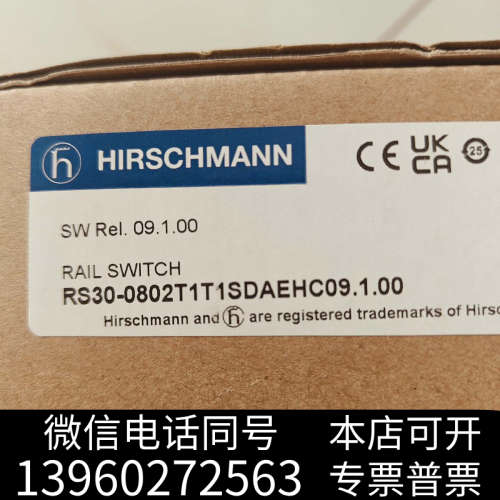 HIRSCHMANN
CE UK CA 25
SW Rel. 09.1.00
RAIL SWITCH
RS30-0802T1T1SDAEHC09.1.00
Hirschmann and h are registered trademarks of Hirsc
微信电话同号 本店可开
13960272563 专票普票